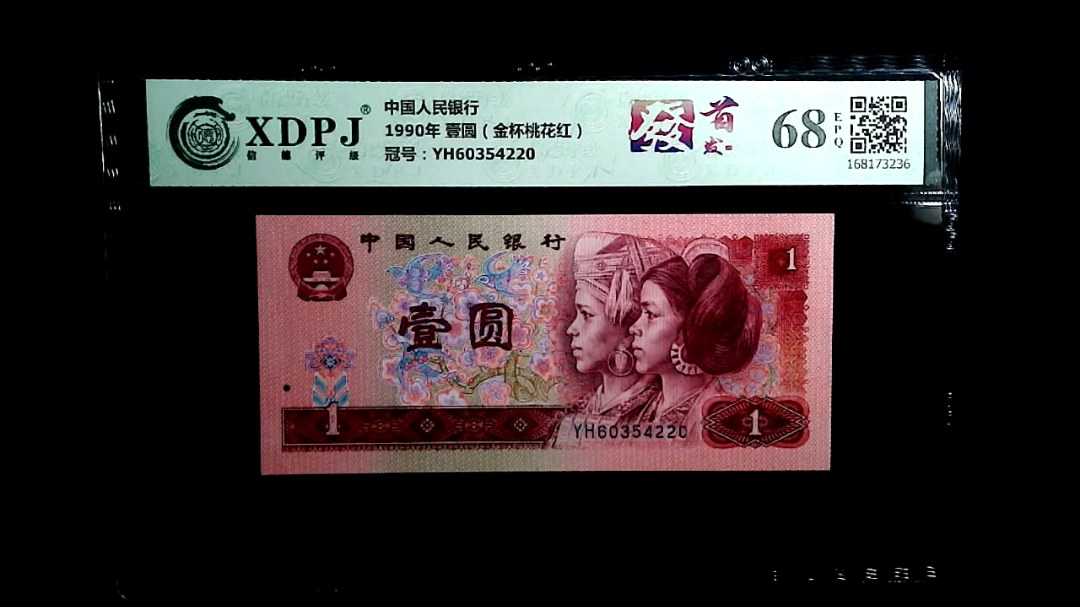 XDPJ®
信德评级
中国人民银行
1990年 壹圆（金杯桃花红）
冠号：YH60354220
發
首发
68
EPQ
168173236
中国人民银行
1
壹圆
1
YH60354220
1